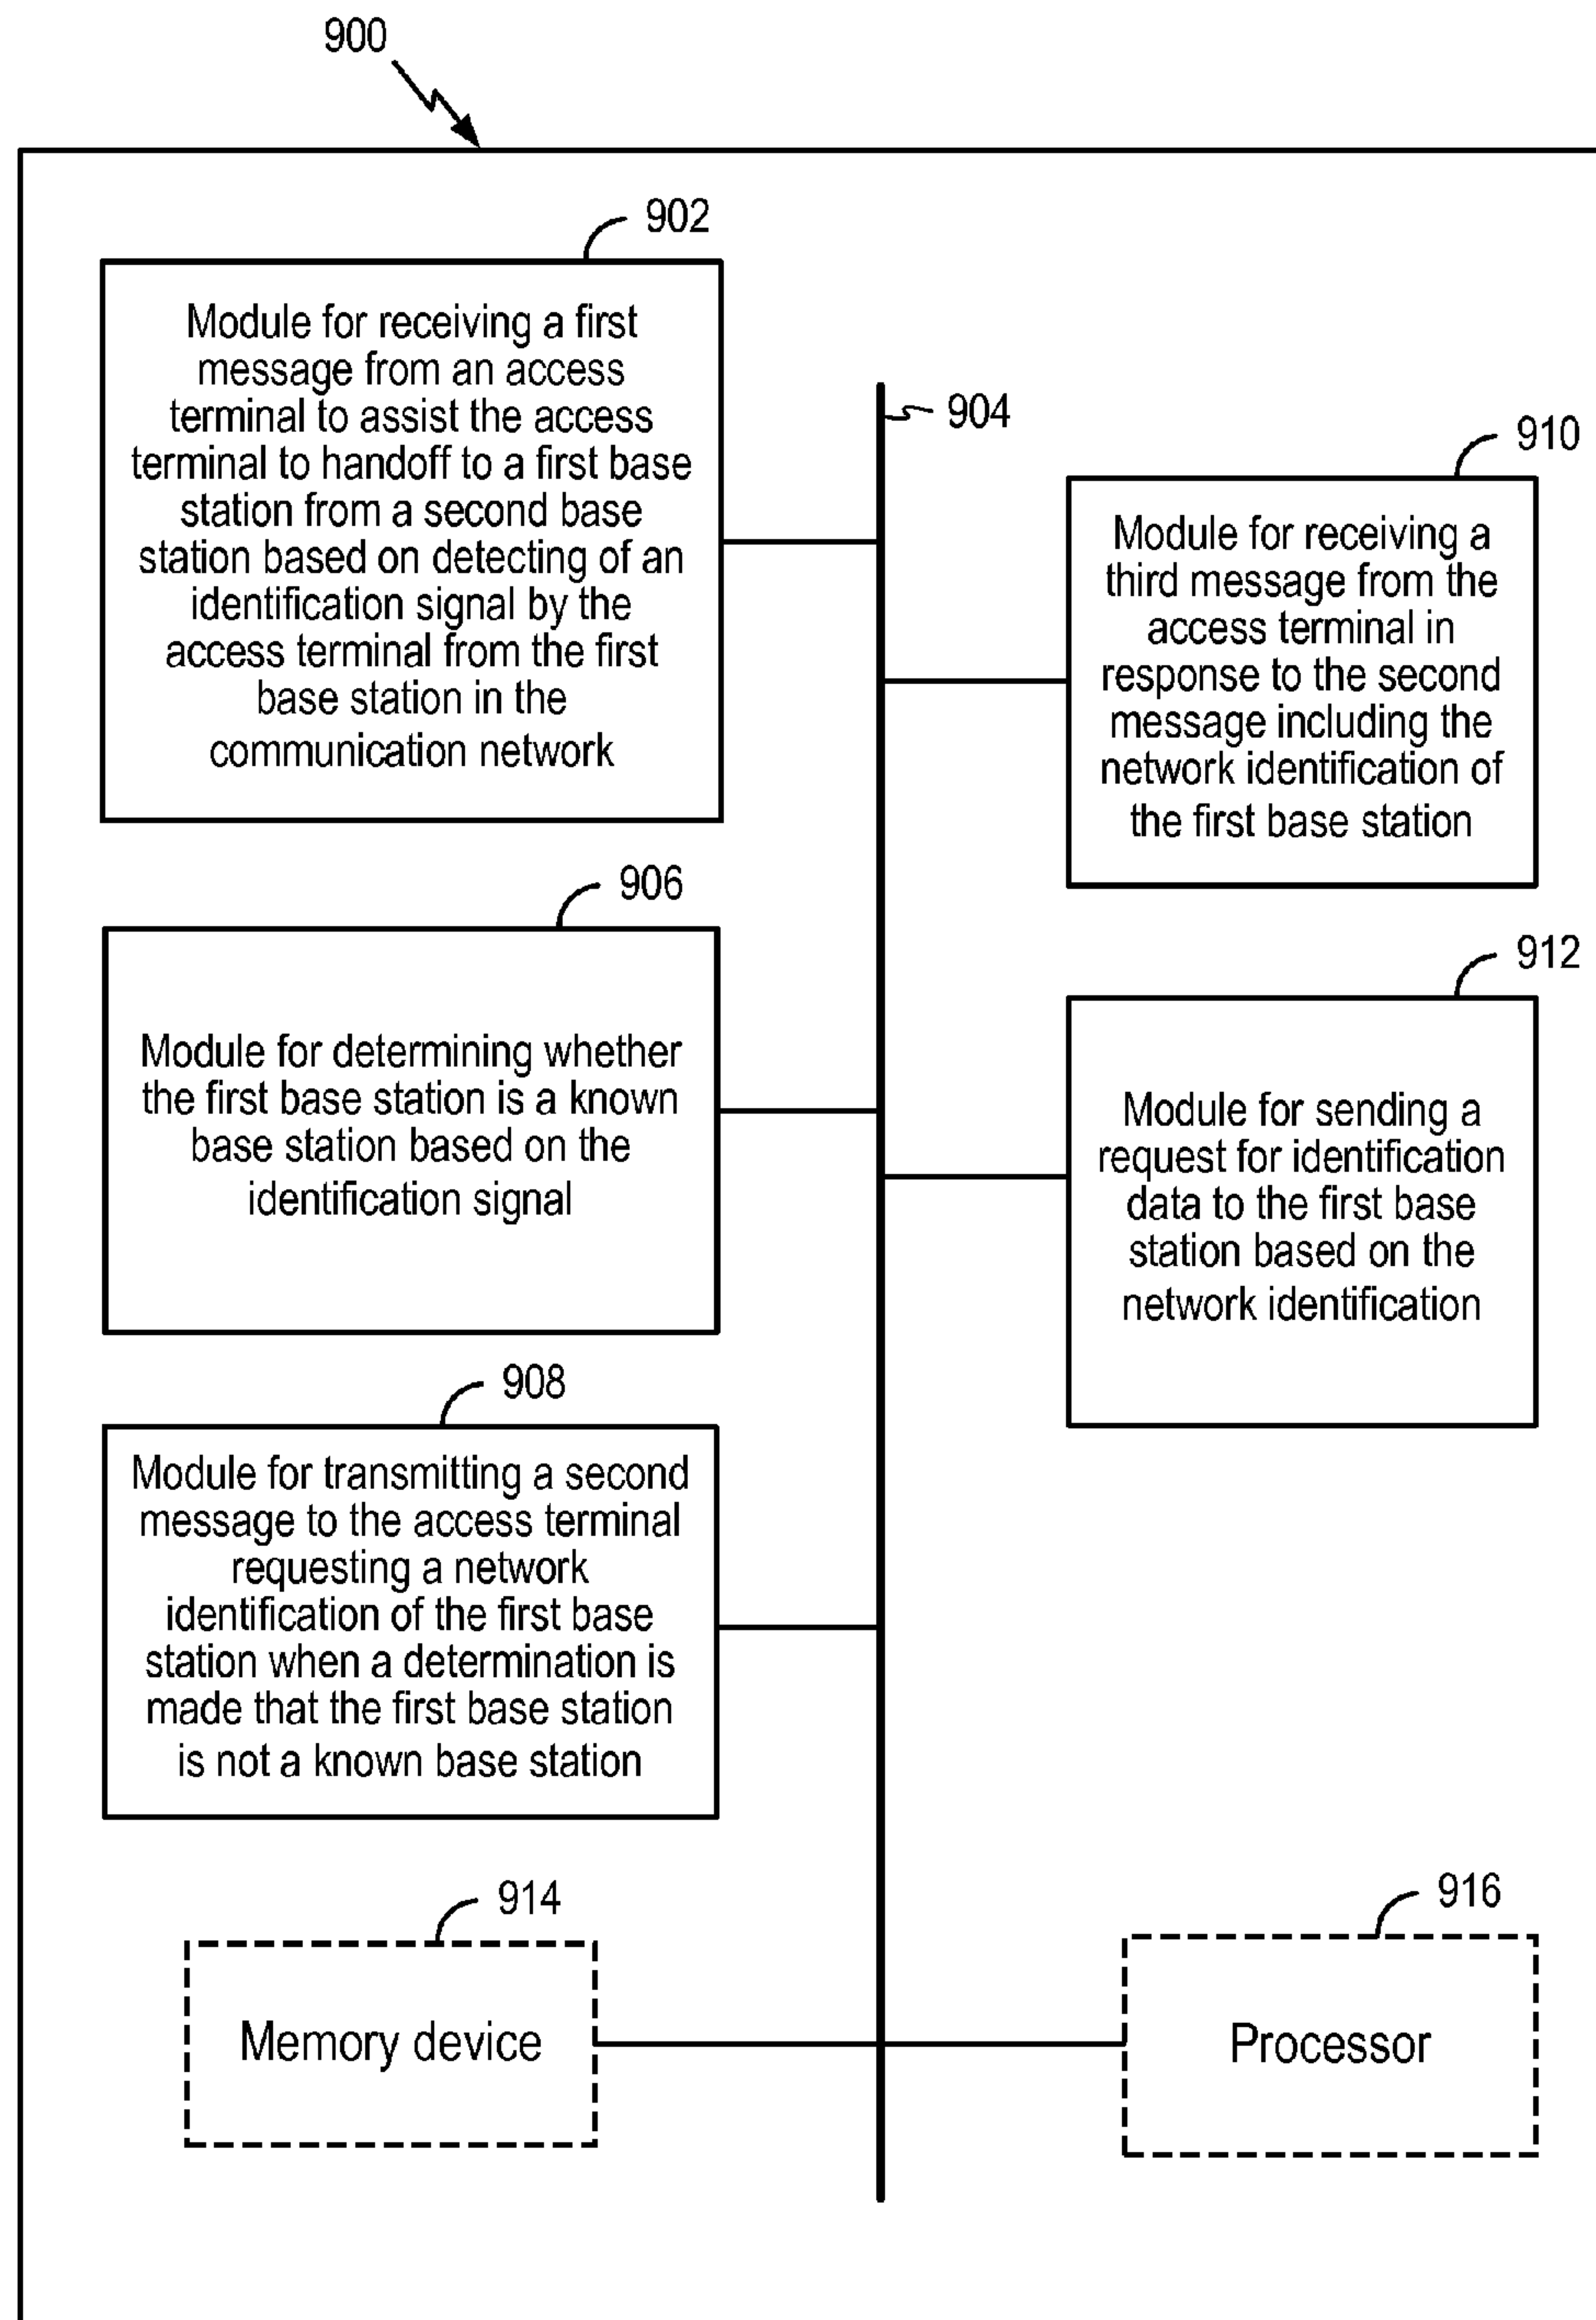 900
902
Module for receiving a first
message from an access
terminal to assist the access
terminal to handoff to a first base
station from a second base
station based on detecting of an
identification signal by the
access terminal from the first
base station in the
communication network
904
910
Module for receiving a
third message from the
access terminal in
response to the second
message including the
network identification of
the first base station
906
Module for determining whether
the first base station is a known
base station based on the
identification signal
912
Module for sending a
request for identification
data to the first base
station based on the
network identification
908
Module for transmitting a second
message to the access terminal
requesting a network
identification of the first base
station when a determination is
made that the first base station
is not a known base station
914
Memory device
916
Processor